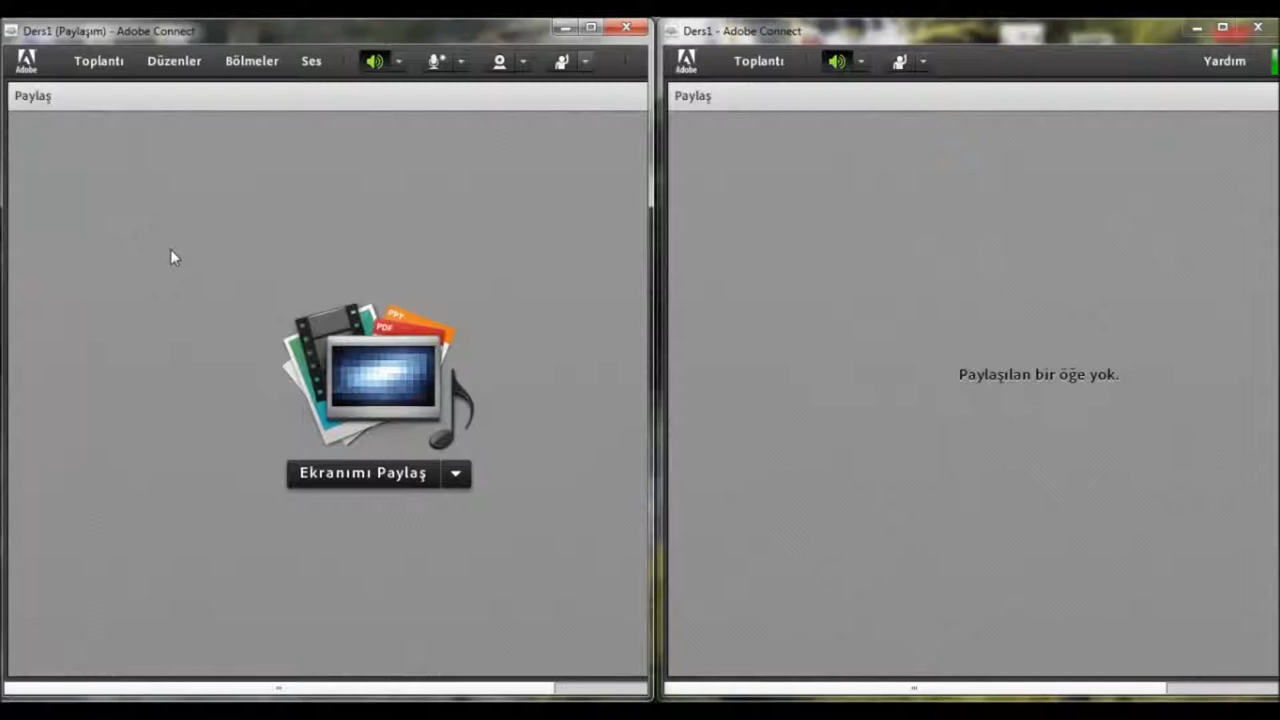 Ders1 (Paylaşım) - Adobe Connect
Adobe
Toplantı
Düzenler
Bölmeler
Ses
Paylaş
PPT
PDF
Ekranımı Paylaş
Ders1 - Adobe Connect
Adobe
Toplantı
Yardım
Paylaş
Paylaşılan bir öğe yok.